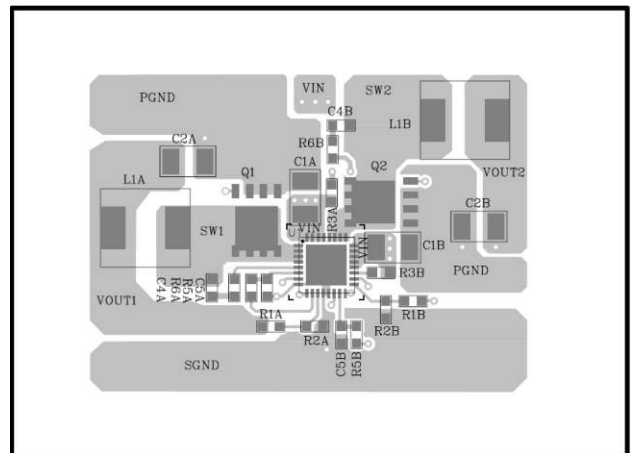 VIN
SW2
PGND
C4B
L1B
R6B
C2A
C1A
Q2
VOUT2
Q1
L1A
R3A
C2B
SW1
VIN
VIN
C1B
PGND
R3B
C4A
R6A
R5A
C5A
VOUT1
R1A
R2A
R2B
R1B
SGND
C5B
R5B